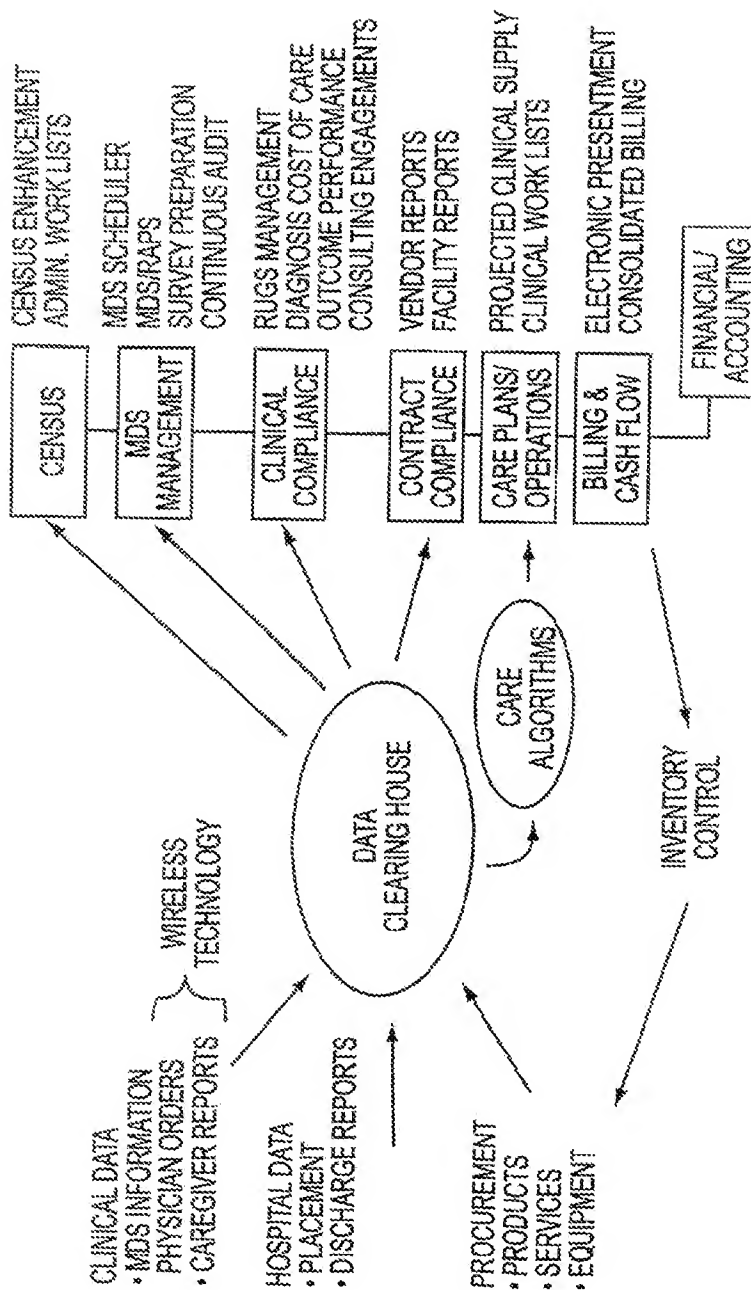 CLINICAL DATA
• MDS INFORMATION
PHYSICIAN ORDERS
• CAREGIVER REPORTS
WIRELESS
TECHNOLOGY
HOSPITAL DATA
• PLACEMENT
• DISCHARGE REPORTS
PROCUREMENT
• PRODUCTS
• SERVICES
• EQUIPMENT
DATA
CLEARING HOUSE
CARE
ALGORITHMS
INVENTORY
CONTROL
CENSUS
CENSUS ENHANCEMENT
ADMIN. WORK LISTS
MDS
MANAGEMENT
MDS SCHEDULER
MDS/RAPS
SURVEY PREPARATION
CONTINUOUS AUDIT
CLINICAL
COMPLIANCE
RUGS MANAGEMENT
DIAGNOSIS COST OF CARE
OUTCOME PERFORMANCE
CONSULTING ENGAGEMENTS
CONTRACT
COMPLIANCE
VENDOR REPORTS
FACILITY REPORTS
CARE PLANS/
OPERATIONS
PROJECTED CLINICAL SUPPLY
CLINICAL WORK LISTS
BILLING &
CASH FLOW
ELECTRONIC PRESENTMENT
CONSOLIDATED BILLING
FINANCIAL/
ACCOUNTING